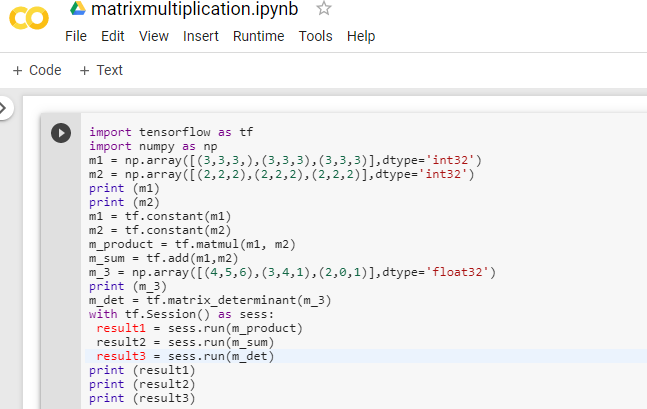 matrixmultiplication.ipynb
File Edit View Insert Runtime Tools Help
+ Code + Text
import tensorflow as tf
import numpy as np
m1 = np.array([(3,3,3,),(3,3,3),(3,3,3)],dtype='int32')
m2 = np.array([(2,2,2),(2,2,2),(2,2,2)],dtype='int32')
print (m1)
print (m2)
m1 = tf.constant(m1)
m2 = tf.constant(m2)
m_product = tf.matmul(m1, m2)
m_sum = tf.add(m1,m2)
m_3 = np.array([(4,5,6),(3,4,1),(2,0,1)],dtype='float32')
print (m_3)
m_det = tf.matrix_determinant(m_3)
with tf.Session() as sess:
 result1 = sess.run(m_product)
 result2 = sess.run(m_sum)
 result3 = sess.run(m_det)
print (result1)
print (result2)
print (result3)